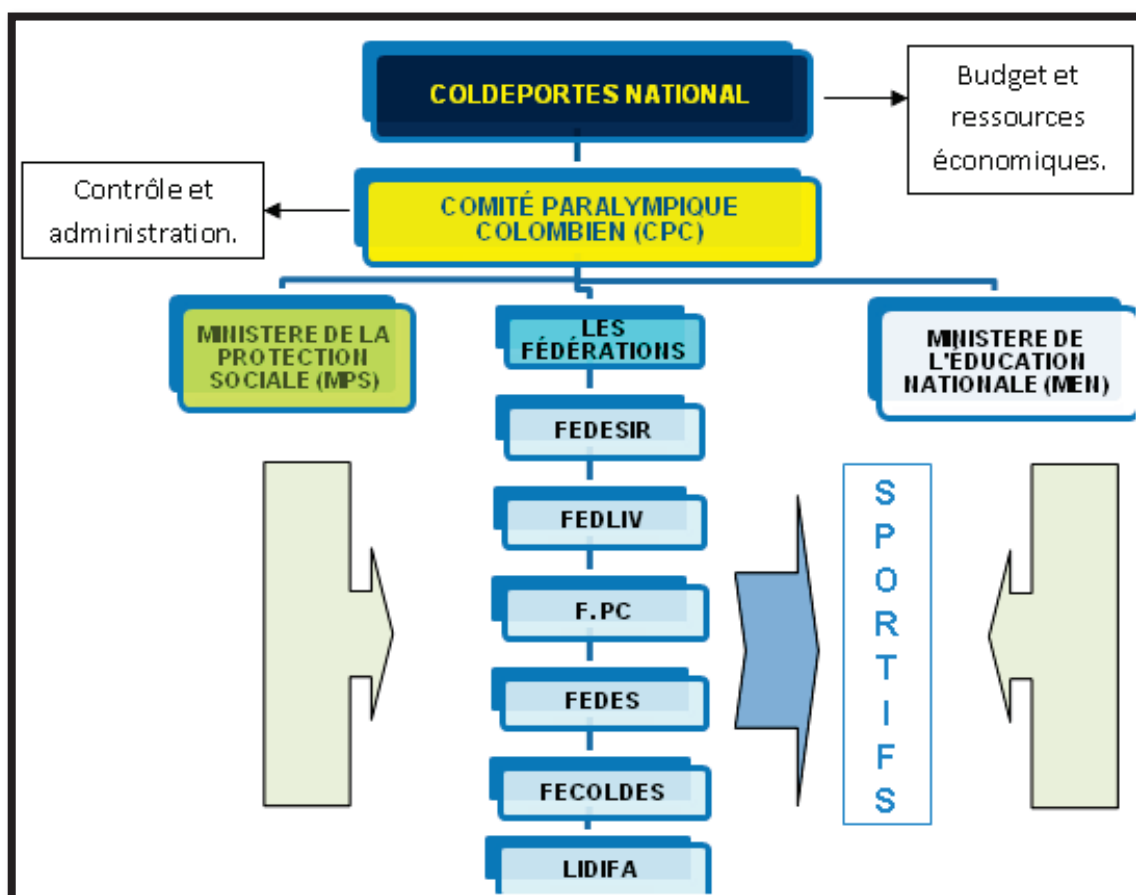 COLDEPORTES NATIONAL
Budget et
ressources
économiques.
Contrôle et
administration.
COMITÉ PARALYMPIQUE
COLOMBIEN (CPC)
MINISTERE DE LA
PROTECTION
SOCIALE (MPS)
LES
FÉDÉRATIONS
MINISTERE DE
L'ÉDUCATION
NATIONALE (MEN)
FEDESIR
FEDLIV
F.PC
FEDES
FECOLDES
LIDIFA
S
P
O
R
T
I
F
S